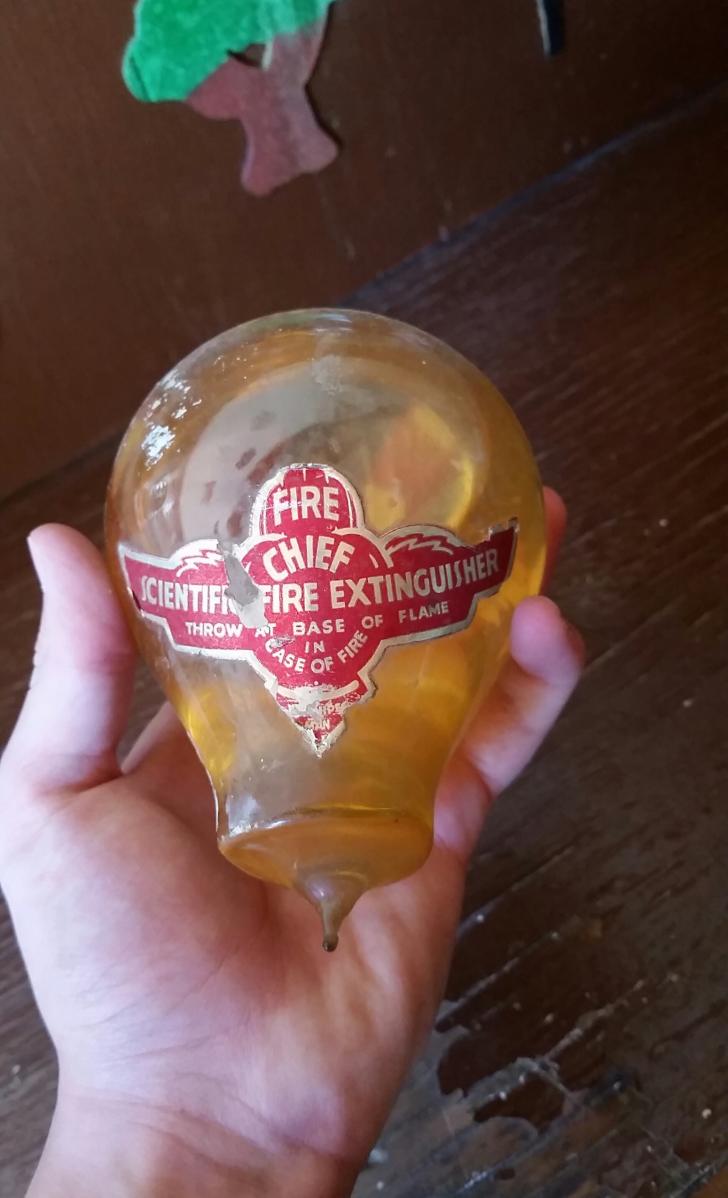 FIRE
CHIEF
SCIENTIFIC FIRE EXTINGUISHER
THROW AT BASE OF FLAME
IN
CASE OF FIRE